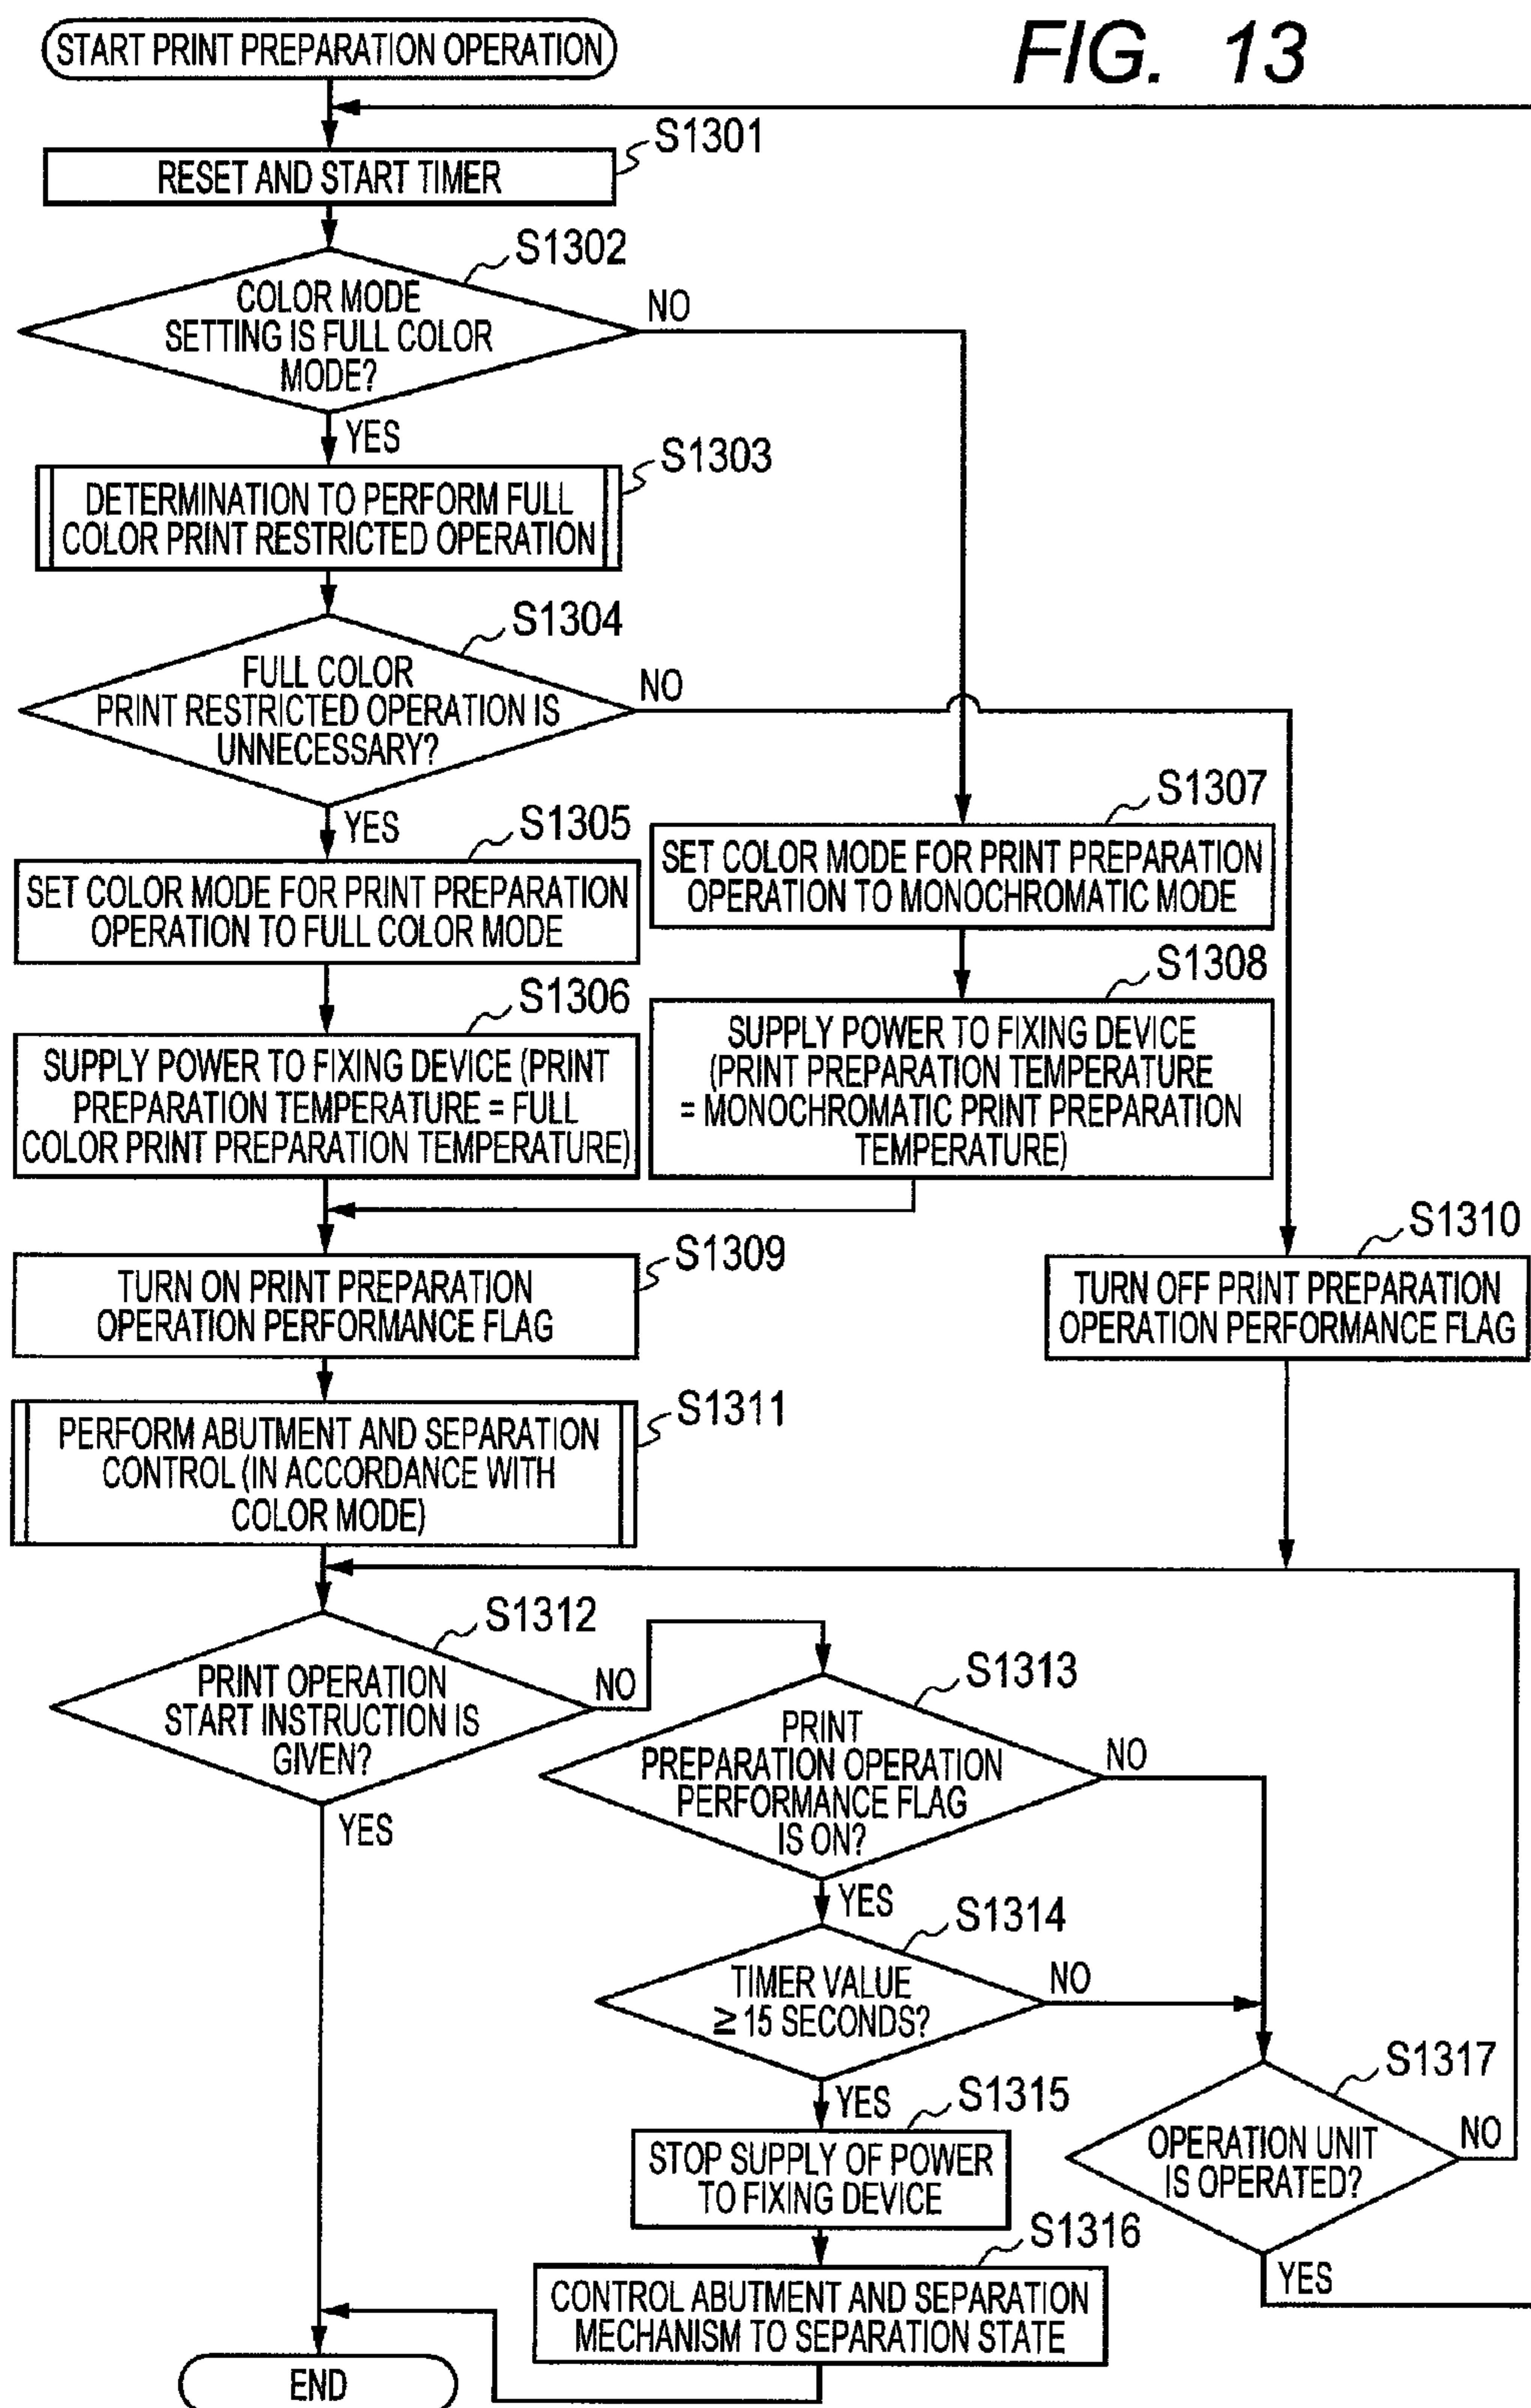 FIG. 13
START PRINT PREPARATION OPERATION
S1301
RESET AND START TIMER
S1302
COLOR MODE
SETTING IS FULL COLOR
MODE?
NO
YES
S1303
DETERMINATION TO PERFORM FULL
COLOR PRINT RESTRICTED OPERATION
S1304
FULL COLOR
PRINT RESTRICTED OPERATION IS
UNNECESSARY?
NO
YES
S1305
SET COLOR MODE FOR PRINT PREPARATION
OPERATION TO FULL COLOR MODE
S1307
SET COLOR MODE FOR PRINT PREPARATION
OPERATION TO MONOCHROMATIC MODE
S1306
SUPPLY POWER TO FIXING DEVICE (PRINT
PREPARATION TEMPERATURE = FULL
COLOR PRINT PREPARATION TEMPERATURE)
S1308
SUPPLY POWER TO FIXING DEVICE
(PRINT PREPARATION TEMPERATURE
= MONOCHROMATIC PRINT PREPARATION
TEMPERATURE)
S1309
TURN ON PRINT PREPARATION
OPERATION PERFORMANCE FLAG
S1310
TURN OFF PRINT PREPARATION
OPERATION PERFORMANCE FLAG
S1311
PERFORM ABUTMENT AND SEPARATION
CONTROL (IN ACCORDANCE WITH
COLOR MODE)
S1312
PRINT OPERATION
START INSTRUCTION IS
GIVEN?
NO
YES
S1313
PRINT
PREPARATION OPERATION
PERFORMANCE FLAG
IS ON?
NO
YES
S1314
TIMER VALUE
≥ 15 SECONDS?
NO
YES
S1315
STOP SUPPLY OF POWER
TO FIXING DEVICE
S1317
OPERATION UNIT
IS OPERATED?
NO
YES
S1316
CONTROL ABUTMENT AND SEPARATION
MECHANISM TO SEPARATION STATE
END